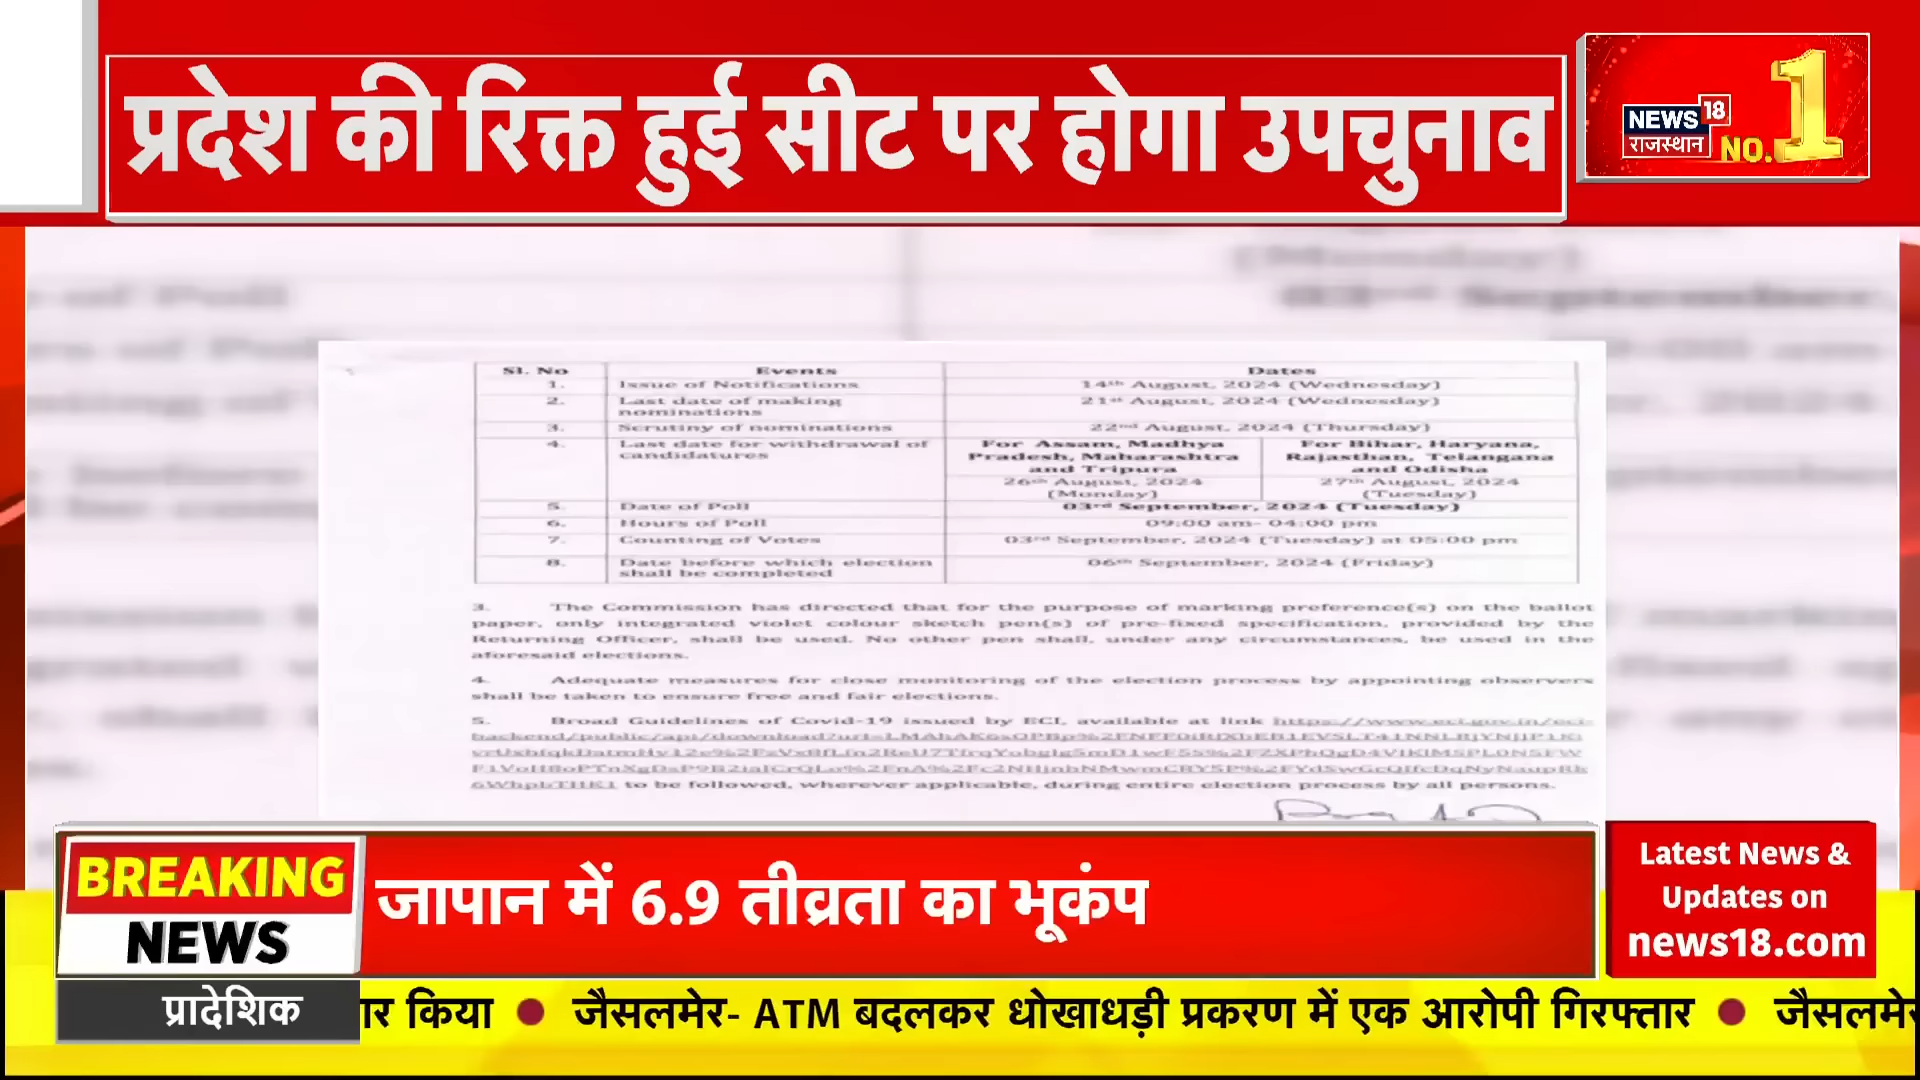 प्रदेश की रिक्त हुई सीट पर होगा उपचुनाव
NEWS 18
राजस्थान
NO. 1
Sl. No Events Dates
1. Issue of Notifications 14th August, 2024 (Wednesday)
2. Last date of making nominations 21st August, 2024 (Wednesday)
3. Scrutiny of nominations 22nd August, 2024 (Thursday)
4. Last date for withdrawal of candidatures
For Assam, Madhya Pradesh, Maharashtra and Tripura
For Bihar, Haryana, Rajasthan, Telangana and Odisha
26th August, 2024 (Monday)
27th August, 2024 (Tuesday)
5. Date of Poll 03rd September, 2024 (Tuesday)
6. Hours of Poll 09:00 am- 04:00 pm
7. Counting of Votes 03rd September, 2024 (Tuesday) at 05:00 pm
8. Date before which election shall be completed 06th September, 2024 (Friday)
3. The Commission has directed that for the purpose of marking preference(s) on the ballot
paper, only integrated violet colour sketch pen(s) of pre-fixed specification, provided by the
Returning Officer, shall be used. No other pen shall, under any circumstances, be used in the
aforesaid elections.
4. Adequate measures for close monitoring of the election process by appointing observers
shall be taken to ensure free and fair elections.
5. Broad Guidelines of Covid-19 issued by ECI, available at link https://www.eci.gov.in/eci-
to be followed, wherever applicable, during entire election process by all persons.
BREAKING
NEWS
जापान में 6.9 तीव्रता का भूकंप
Latest News &
Updates on
news18.com
प्रादेशिक
र किया ● जैसलमेर- ATM बदलकर धोखाधड़ी प्रकरण में एक आरोपी गिरफ्तार ● जैसलमेर